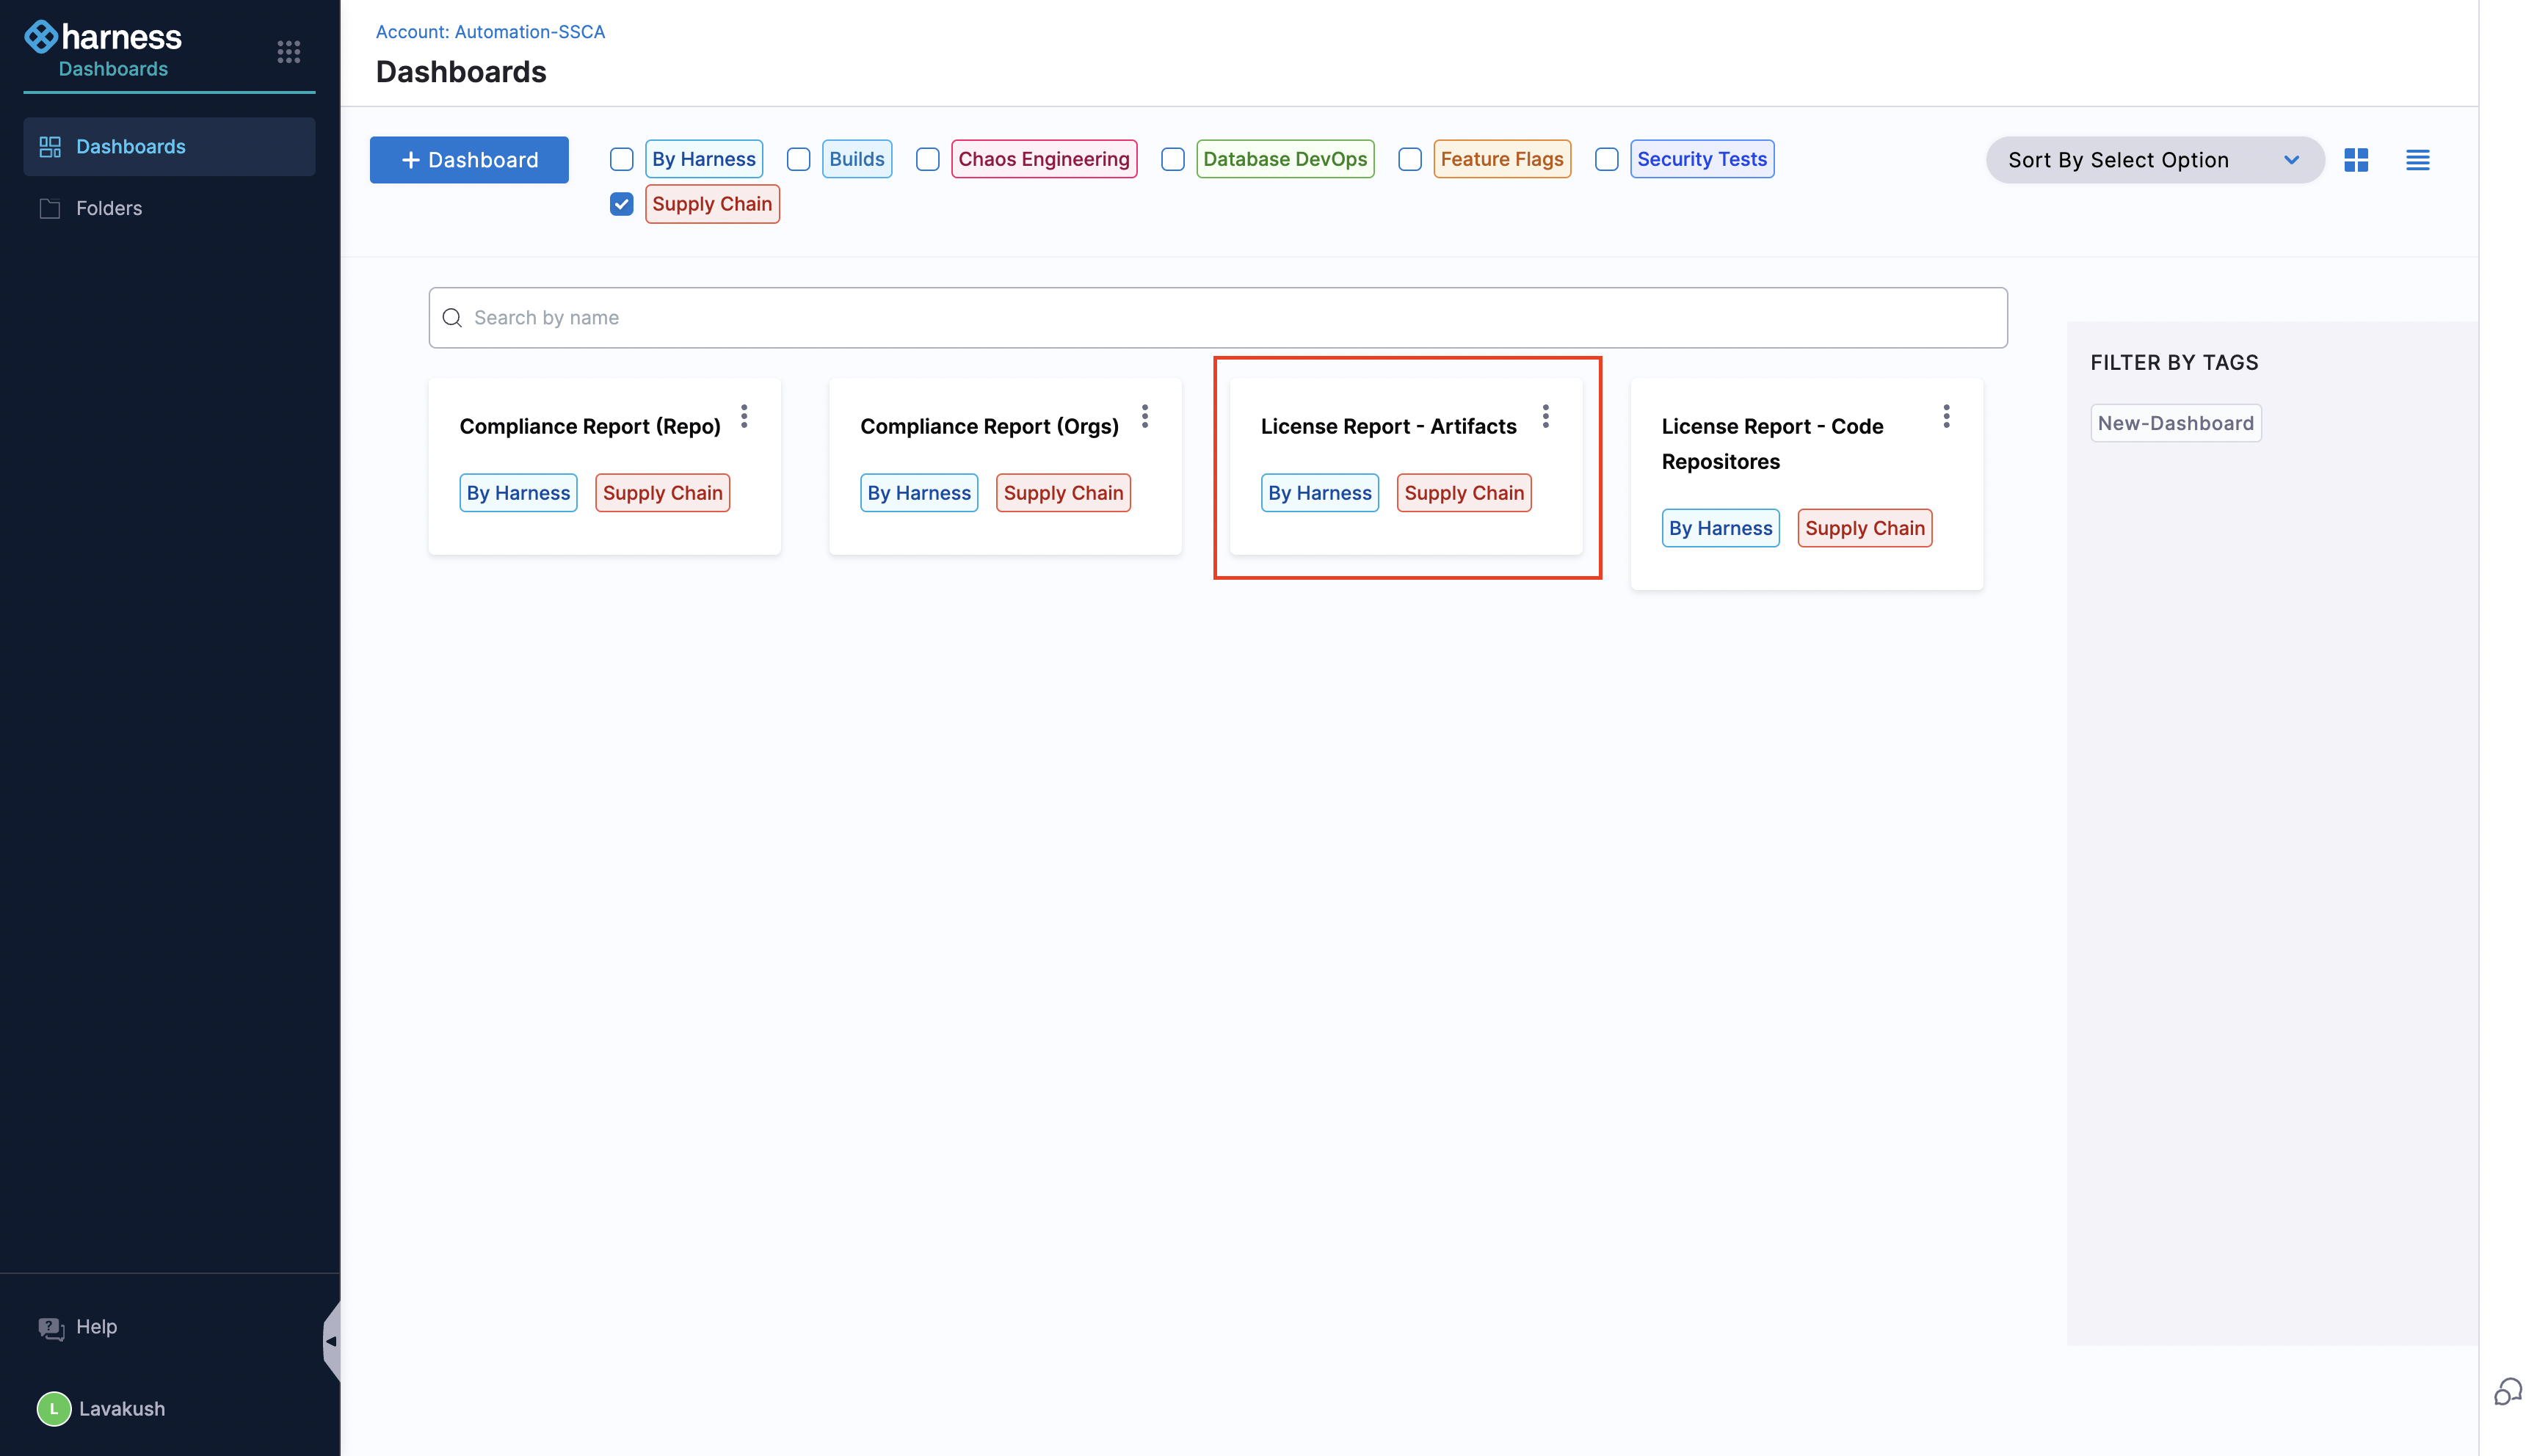 harness
Dashboards
Dashboards
Folders
Help
L
Lavakush
Account: Automation-SSCA
Dashboards
+ Dashboard
By Harness
Builds
Chaos Engineering
Database DevOps
Feature Flags
Security Tests
Supply Chain
Sort By Select Option
Search by name
Compliance Report (Repo)
By Harness
Supply Chain
Compliance Report (Orgs)
By Harness
Supply Chain
License Report - Artifacts
By Harness
Supply Chain
License Report - Code
Repositores
By Harness
Supply Chain
FILTER BY TAGS
New-Dashboard